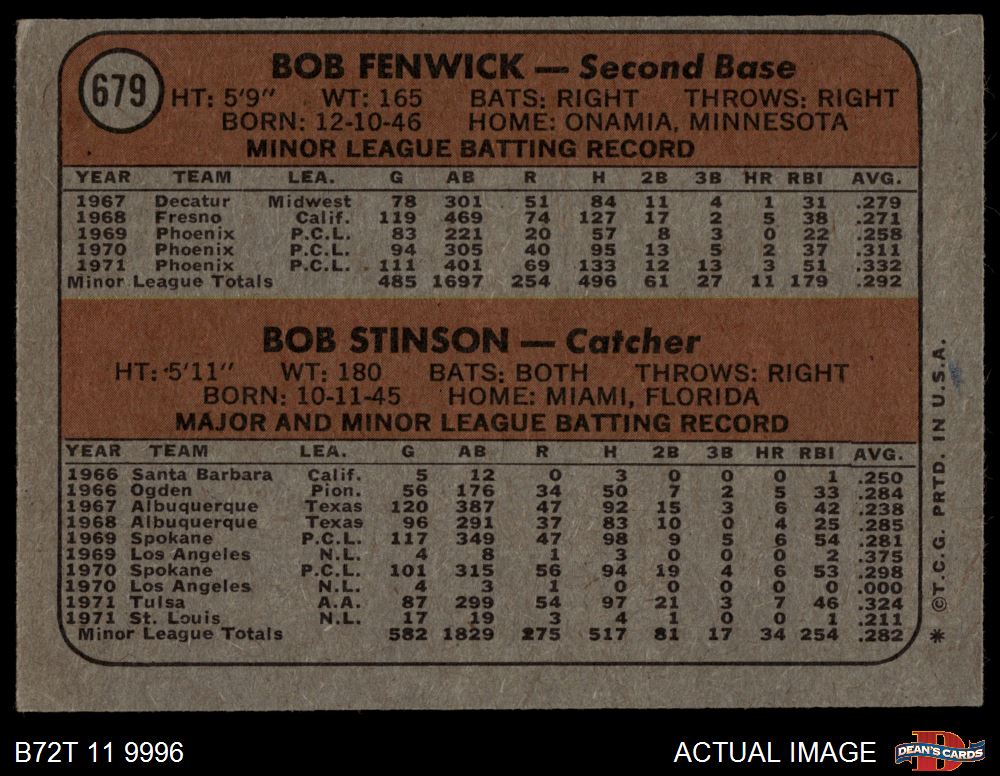 679
BOB FENWICK — Second Base
HT: 5'9" WT: 165 BATS: RIGHT THROWS: RIGHT
BORN: 12-10-46 HOME: ONAMIA, MINNESOTA
MINOR LEAGUE BATTING RECORD
YEAR TEAM LEA. G AB R H 2B 3B HR RBI AVG.
1967 Decatur Midwest 78 301 51 84 11 4 1 31 .279
1968 Fresno Calif. 119 469 74 127 17 2 5 38 .271
1969 Phoenix P.C.L. 83 221 20 57 8 3 0 22 .258
1970 Phoenix P.C.L. 94 305 40 95 13 5 2 37 .311
1971 Phoenix P.C.L. 111 401 69 133 12 13 3 51 .332
Minor League Totals 485 1697 254 496 61 27 11 179 .292
BOB STINSON — Catcher
HT: 5'11" WT: 180 BATS: BOTH THROWS: RIGHT
BORN: 10-11-45 HOME: MIAMI, FLORIDA
MAJOR AND MINOR LEAGUE BATTING RECORD
YEAR TEAM LEA. G AB R H 2B 3B HR RBI AVG.
1966 Santa Barbara Calif. 5 12 0 3 0 0 0 1 .250
1966 Ogden Pion. 56 176 34 50 7 2 5 33 .284
1967 Albuquerque Texas 120 387 47 92 15 3 6 42 .238
1968 Albuquerque Texas 96 291 37 83 10 0 4 25 .285
1969 Spokane P.C.L. 117 349 47 98 9 5 6 54 .281
1969 Los Angeles N.L. 4 8 1 3 0 0 0 2 .375
1970 Spokane P.C.L. 101 315 56 94 19 4 6 53 .298
1970 Los Angeles N.L. 4 3 1 0 0 0 0 0 .000
1971 Tulsa A.A. 87 299 54 97 21 3 7 46 .324
1971 St. Louis N.L. 17 19 3 4 1 0 0 1 .211
Minor League Totals 582 1829 275 517 81 17 34 254 .282
* ©T.C.G. PRTD. IN U.S.A.
B72T 11 9996
ACTUAL IMAGE
DEAN'S CARDS